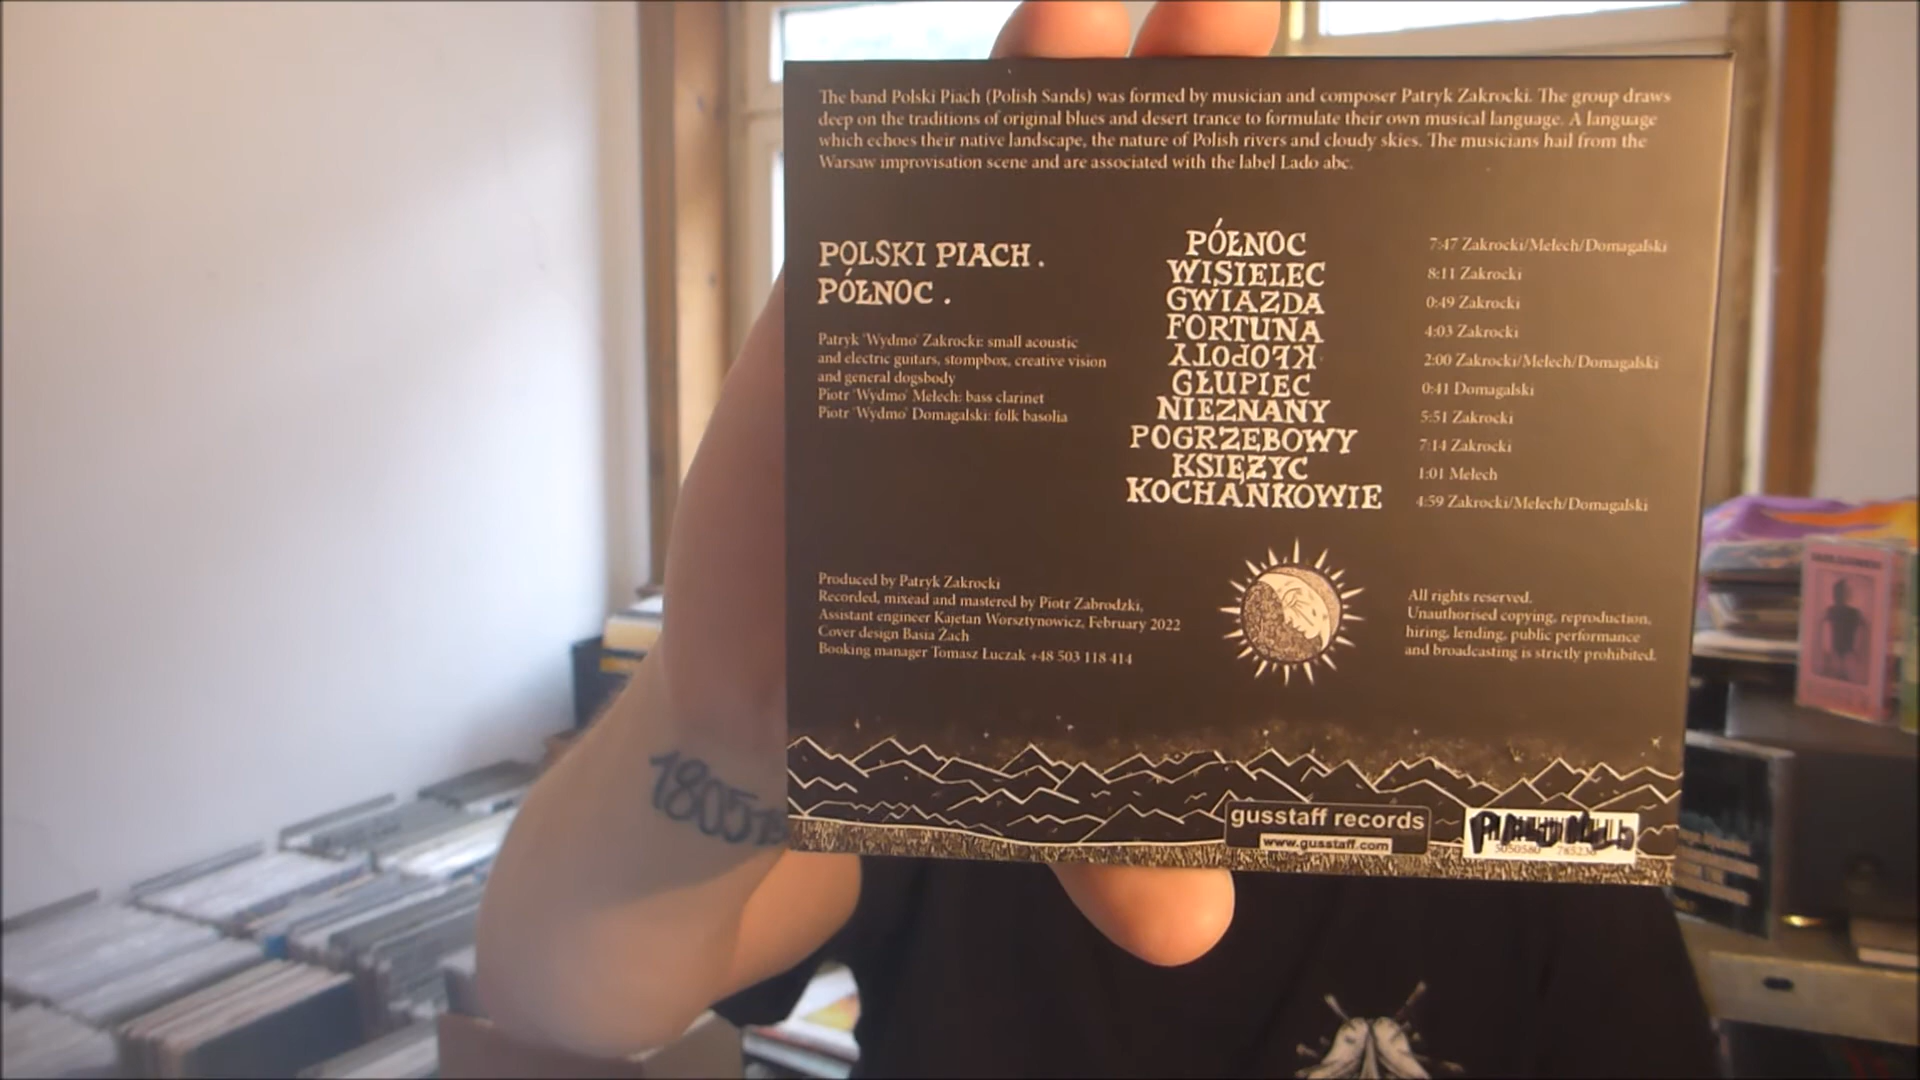 The band Polski Piach (Polish Sands) was formed by musician and composer Patryk Zakrocki. The group draws
deep on the traditions of original blues and desert trance to formulate their own musical language. A language
which echoes their native landscape, the nature of Polish rivers and cloudy skies. The musicians hail from the
Warsaw improvisation scene and are associated with the label Lado abc.
POLSKI PIACH .
PÓŁNOC .
Patryk 'Wydmo' Zakrocki: small acoustic
and electric guitars, stompbox, creative vision
and general dogsbody
Piotr 'Wydmo' Melech: bass clarinet
Piotr 'Wydmo' Domagalski: folk basolia
PÓŁNOC 7:47 Zakrocki/Melech/Domagalski
WISIELEC 8:11 Zakrocki
GWIAZDA 0:49 Zakrocki
FORTUNA 4:03 Zakrocki
KŁOPOTY 2:00 Zakrocki/Melech/Domagalski
GŁUPIEC 0:41 Domagalski
NIEZNANY 5:51 Zakrocki
POGRZEBOWY 7:14 Zakrocki
KSIĘŻYC 1:01 Melech
KOCHANKOWIE 4:59 Zakrocki/Melech/Domagalski
Produced by Patryk Zakrocki
Recorded, mixead and mastered by Piotr Zabrodzki,
Assistant engineer Kajetan Worsztynowicz, February 2022
Cover design Basia Żach
Booking manager Tomasz Łuczak +48 503 118 414
All rights reserved.
Unauthorised copying, reproduction,
hiring, lending, public performance
and broadcasting is strictly prohibited.
gusstaff records
www.gusstaff.com
5050580
18051